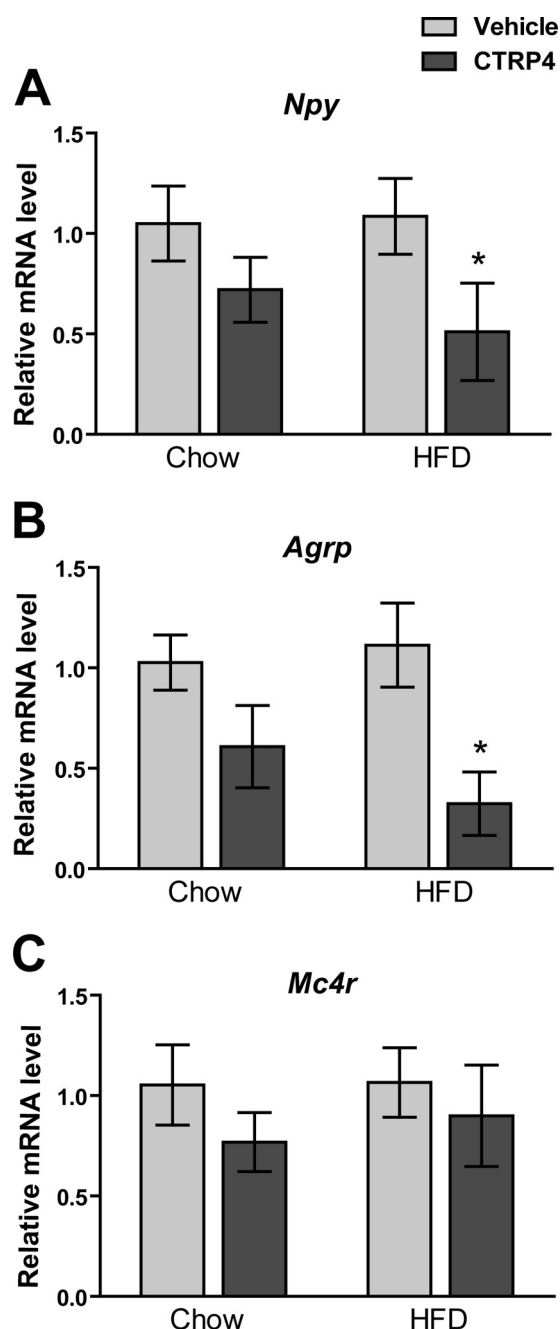 Vehicle
CTRP4
A
Npy
Relative mRNA level
1.5
1.0
0.5
0.0
*
Chow HFD
B
Agrp
Relative mRNA level
1.5
1.0
0.5
0.0
*
Chow HFD
C
Mc4r
Relative mRNA level
1.5
1.0
0.5
0.0
Chow HFD